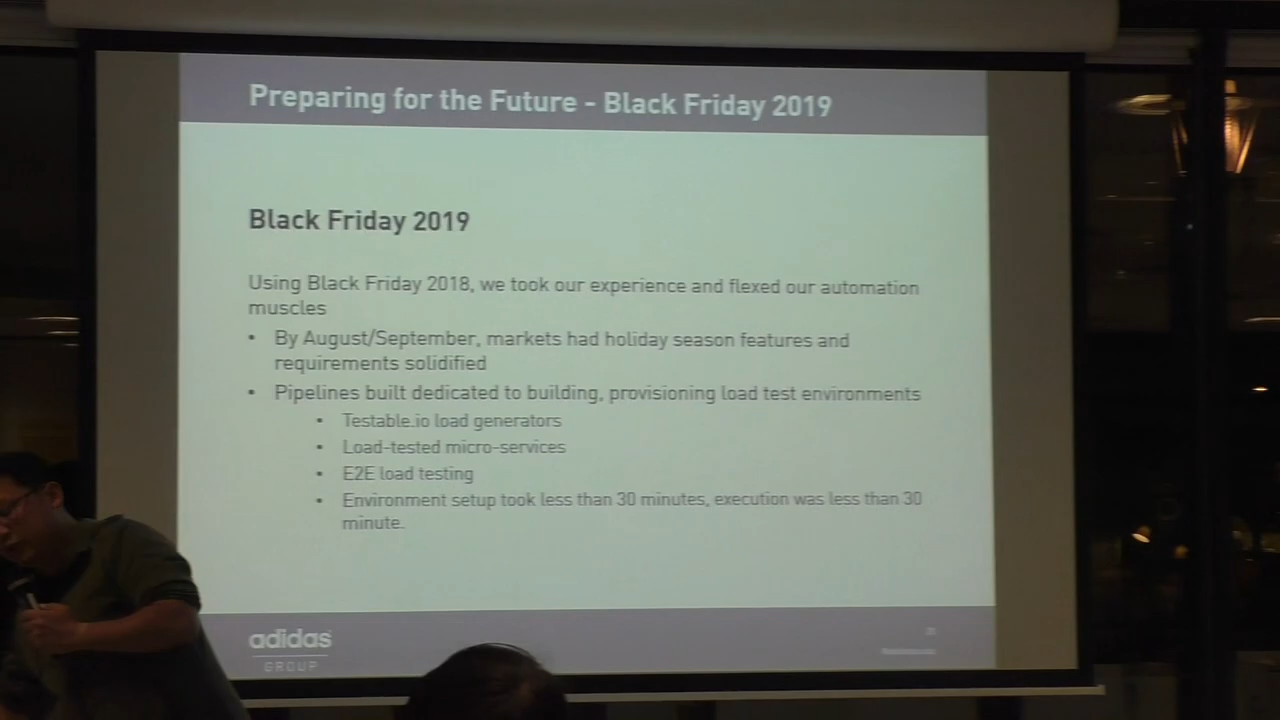 Preparing for the Future - Black Friday 2019
Black Friday 2019
Using Black Friday 2018, we took our experience and flexed our automation
muscles
• By August/September, markets had holiday season features and
requirements solidified
• Pipelines built dedicated to building, provisioning load test environments
• Testable.io load generators
• Load-tested micro-services
• E2E load testing
• Environment setup took less than 30 minutes, execution was less than 30
minute.
adidas
GROUP